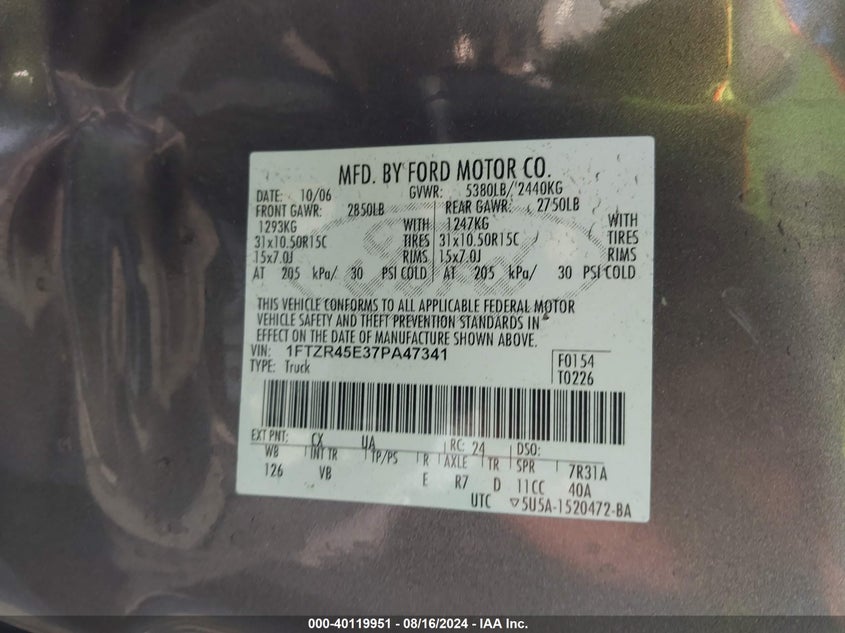 MFD. BY FORD MOTOR CO.
DATE: 10/06 GVWR: 5380LB/ 2440KG
FRONT GAWR: 2850LB REAR GAWR: 2750LB
1293KG WITH 1247KG WITH
31x10.50R15C TIRES 31x10.50R15C TIRES
15x7.0J RIMS 15x7.0J RIMS
AT 205 kPa/ 30 PSI COLD AT 205 kPa/ 30 PSI COLD
THIS VEHICLE CONFORMS TO ALL APPLICABLE FEDERAL MOTOR
VEHICLE SAFETY AND THEFT PREVENTION STANDARDS IN
EFFECT ON THE DATE OF MANUFACTURE SHOWN ABOVE.
VIN: 1FTZR45E37PA47341
TYPE: Truck
F0154
T0226
EXT PNT: CX UA RC: 24 DSO:
WB INT TR TP/PS R AXLE TR SPR 7R31A
126 VB E R7 D 11CC 40A
UTC ▽5U5A-1520472-BA
000-40119951 - 08/16/2024 - IAA Inc.